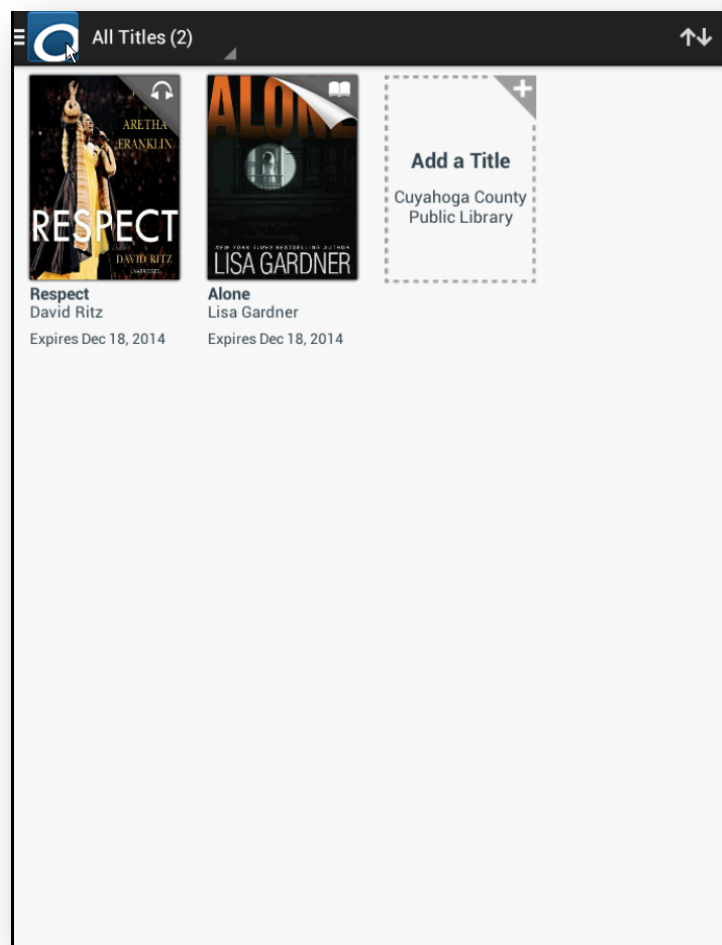 All Titles (2)
ARETHA
FRANKLIN
RESPECT
DAVID RITZ
UNABRIDGED
Respect
David Ritz
Expires Dec 18, 2014
ALONE
NEW YORK TIMES BESTSELLING AUTHOR
LISA GARDNER
Alone
Lisa Gardner
Expires Dec 18, 2014
Add a Title
Cuyahoga County
Public Library